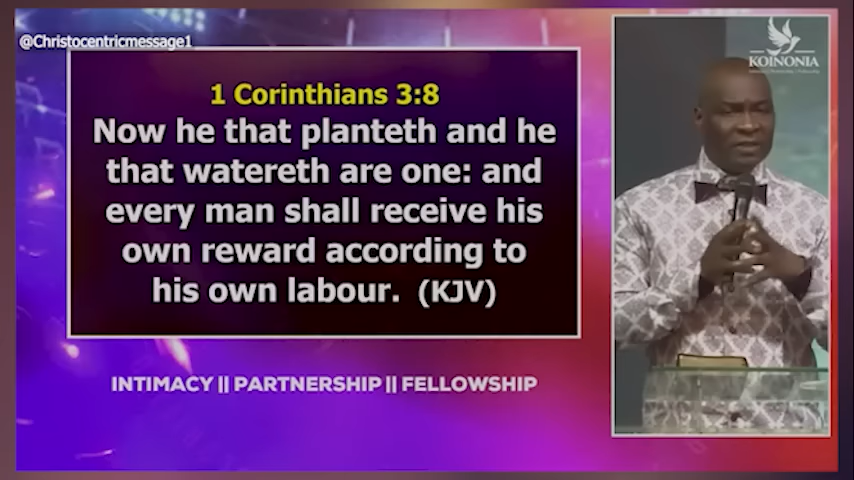 @Christocentricmessage1
1 Corinthians 3:8
Now he that planteth and he
that watereth are one: and
every man shall receive his
own reward according to
his own labour. (KJV)
INTIMACY || PARTNERSHIP || FELLOWSHIP
KOINONIA